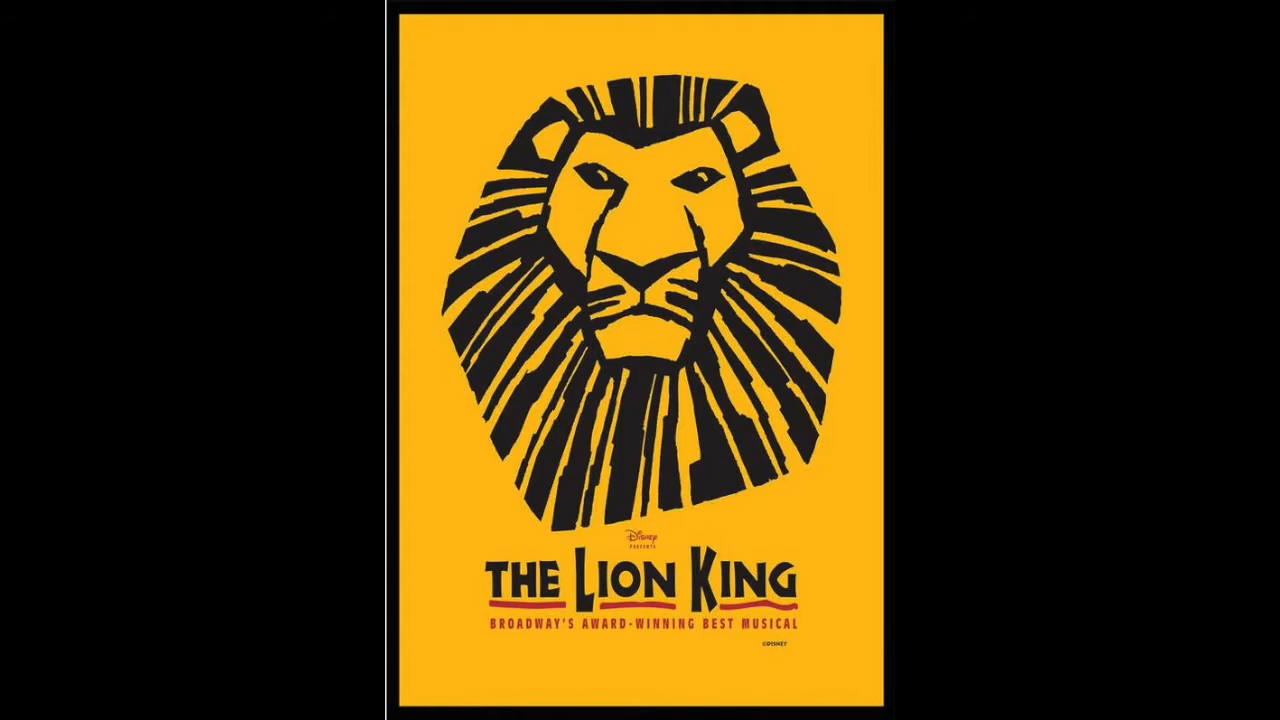 Disney
PRESENTS
THE LION KING
BROADWAY'S AWARD-WINNING BEST MUSICAL
©DISNEY